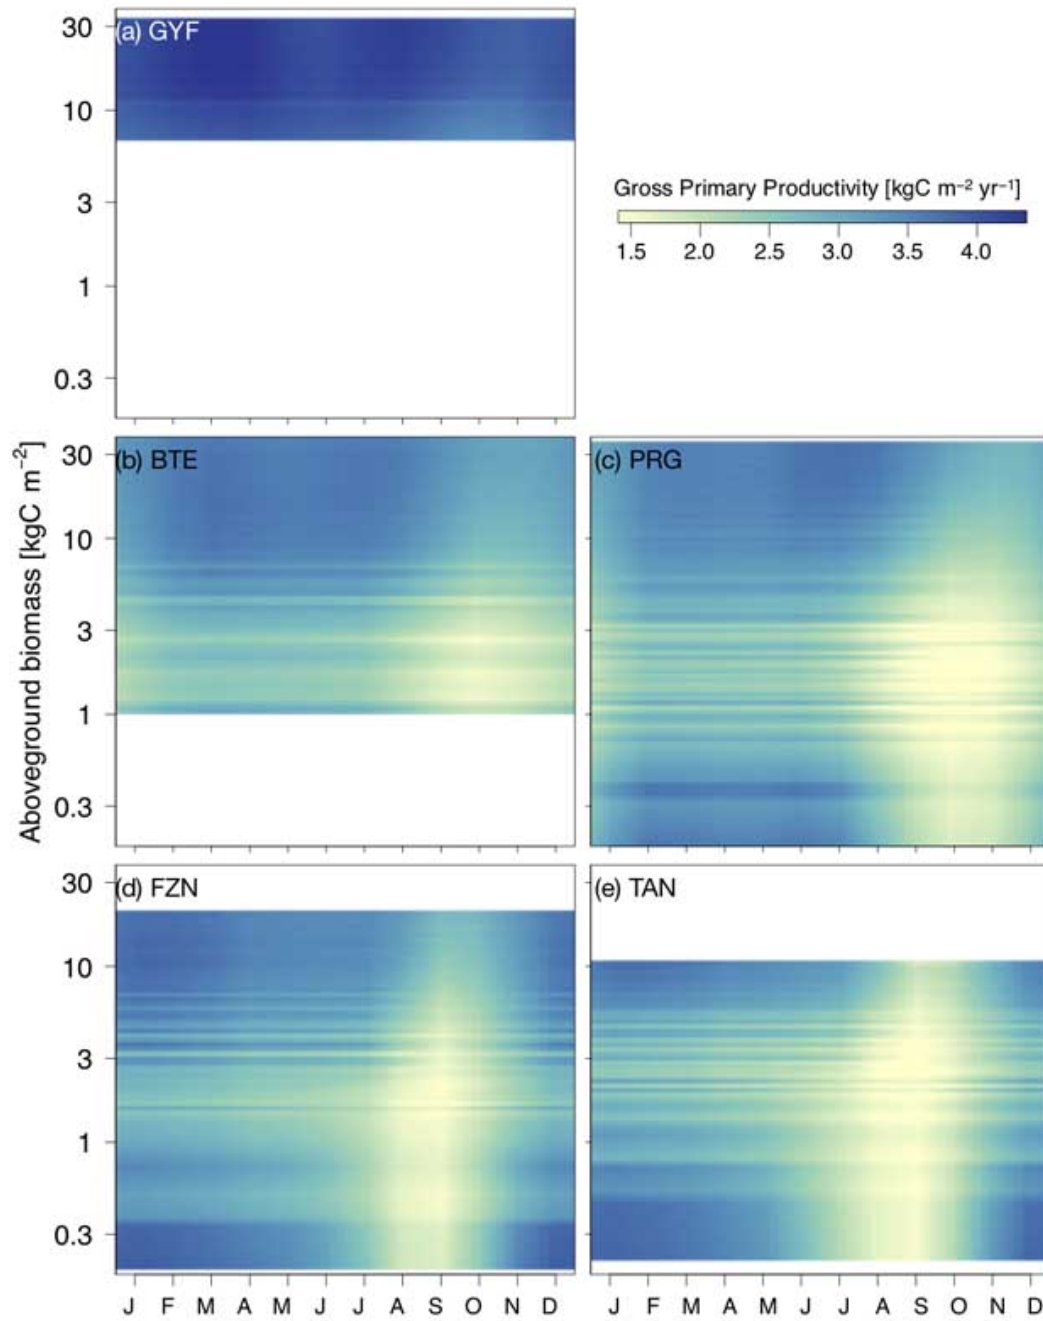 (a) GYF
30
10
3
1
0.3
Gross Primary Productivity [kgC m⁻² yr⁻¹]
1.5 2.0 2.5 3.0 3.5 4.0
Aboveground biomass [kgC m⁻²]
(b) BTE
30
10
3
1
0.3
(c) PRG
(d) FZN
30
10
3
1
0.3
J F M A M J J A S O N D
(e) TAN
J F M A M J J A S O N D